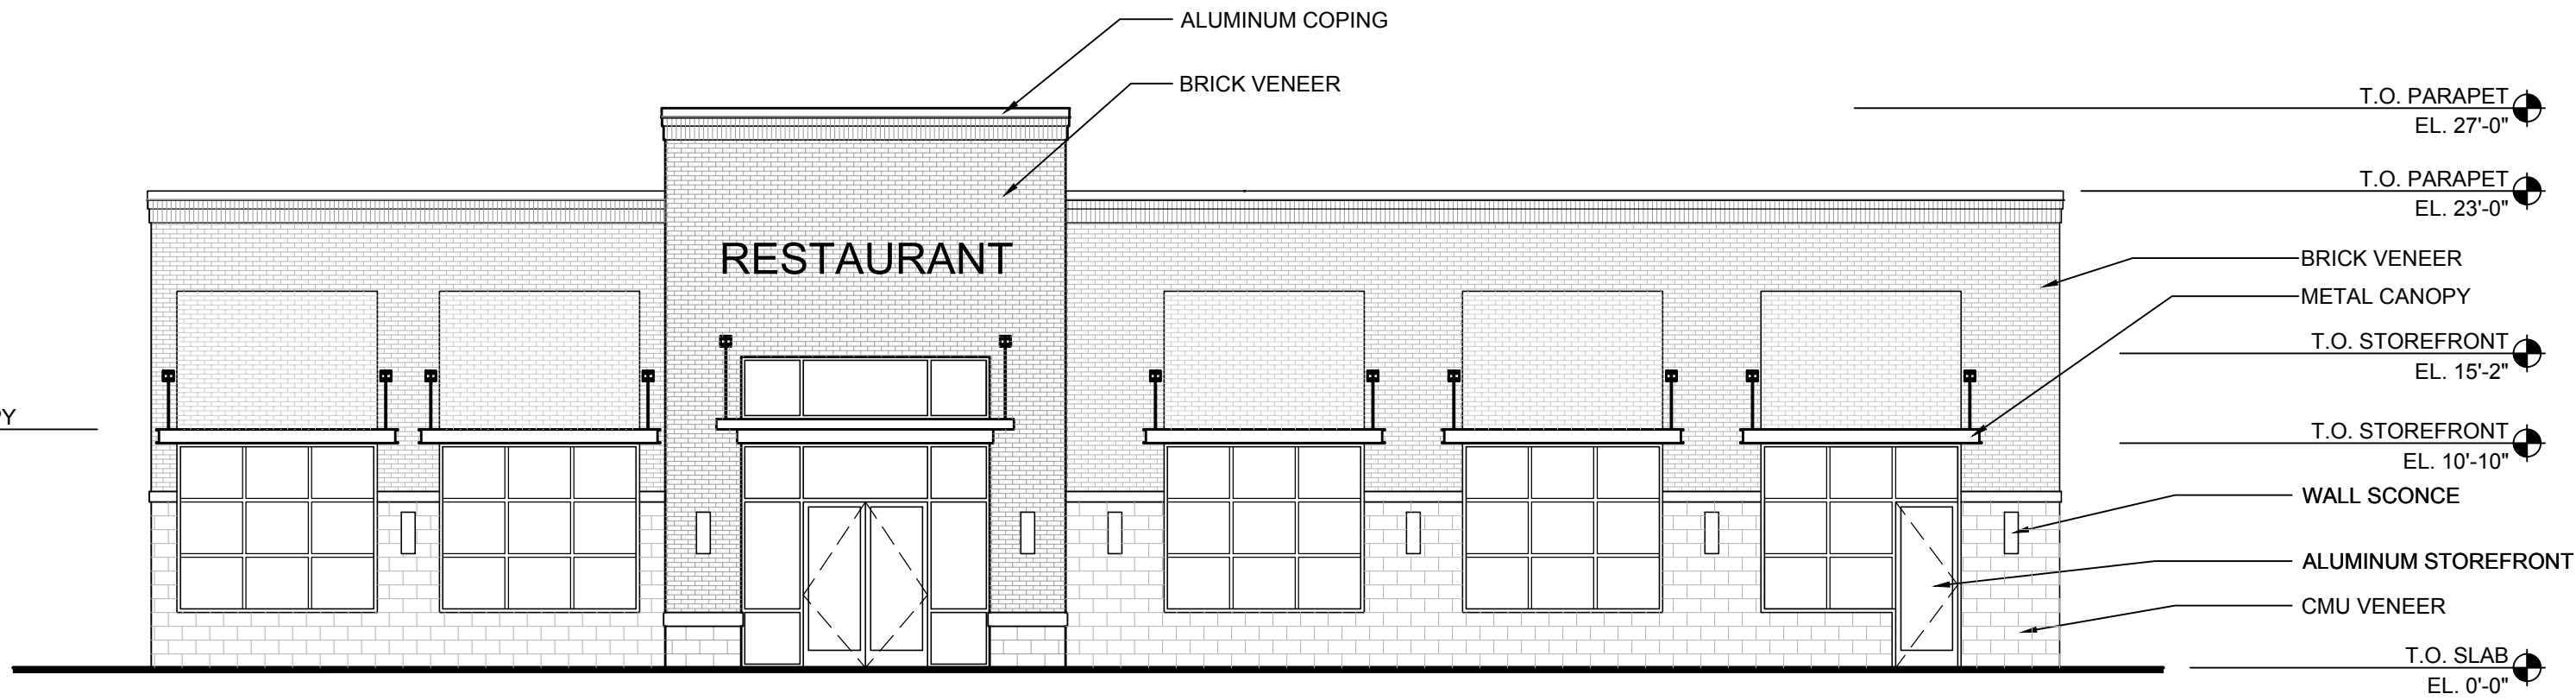 ALUMINUM COPING
BRICK VENEER
T.O. PARAPET
EL. 27'-0"
T.O. PARAPET
EL. 23'-0"
RESTAURANT
BRICK VENEER
METAL CANOPY
T.O. STOREFRONT
EL. 15'-2"
PY
T.O. STOREFRONT
EL. 10'-10"
WALL SCONCE
ALUMINUM STOREFRONT
CMU VENEER
T.O. SLAB
EL. 0'-0"